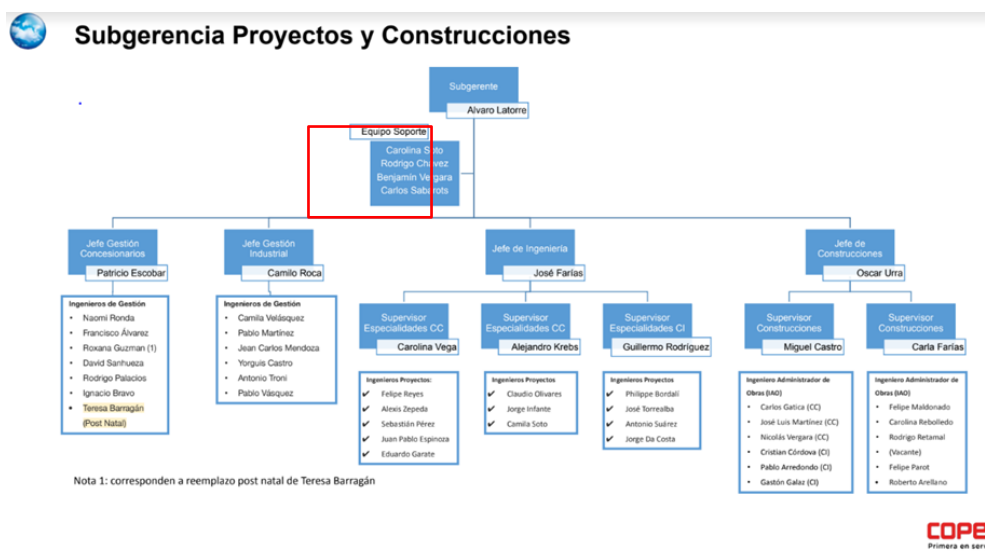 Subgerencia Proyectos y Construcciones
Subgerente
Alvaro Latorre
Equipo Soporte
Carolina Soto
Rodrigo Chavez
Benjamín Vergara
Carlos Sabarots
Jefe Gestión
Concesionarios
Patricio Escobar
Ingenieros de Gestión
• Naomi Ronda
• Francisco Álvarez
• Roxana Guzman (1)
• David Sanhueza
• Rodrigo Palacios
• Ignacio Bravo
• Teresa Barragán
(Post Natal)
Jefe Gestión
Industrial
Camilo Roca
Ingenieros de Gestión
• Camila Velásquez
• Pablo Martínez
• Jean Carlos Mendoza
• Yorguis Castro
• Antonio Troni
• Pablo Vásquez
Jefe de Ingeniería
José Farías
Supervisor
Especialidades CC
Carolina Vega
Ingenieros Proyectos:
✔ Felipe Reyes
✔ Alexis Zepeda
✔ Sebastián Pérez
✔ Juan Pablo Espinoza
✔ Eduardo Garate
Supervisor
Especialidades CC
Alejandro Krebs
Ingenieros Proyectos
✔ Claudio Olivares
✔ Jorge Infante
✔ Camila Soto
Supervisor
Especialidades CI
Guillermo Rodríguez
Ingenieros Proyectos
✔ Philippe Bordalí
✔ José Torrealba
✔ Antonio Suárez
✔ Jorge Da Costa
Jefe de
Construcciones
Oscar Urra
Supervisor
Construcciones
Miguel Castro
Ingeniero Administrador de
Obras (IAO)
• Carlos Gatica (CC)
• José Luis Martínez (CC)
• Nicolás Vergara (CC)
• Cristian Córdova (CI)
• Pablo Arredondo (CI)
• Gastón Galaz (CI)
Supervisor
Construcciones
Carla Farías
Ingeniero Administrador de
Obras (IAO)
• Felipe Maldonado
• Carolina Rebolledo
• Rodrigo Retamal
• (Vacante)
• Felipe Parot
• Roberto Arellano
Nota 1: corresponden a reemplazo post natal de Teresa Barragán
COPE
Primera en serv